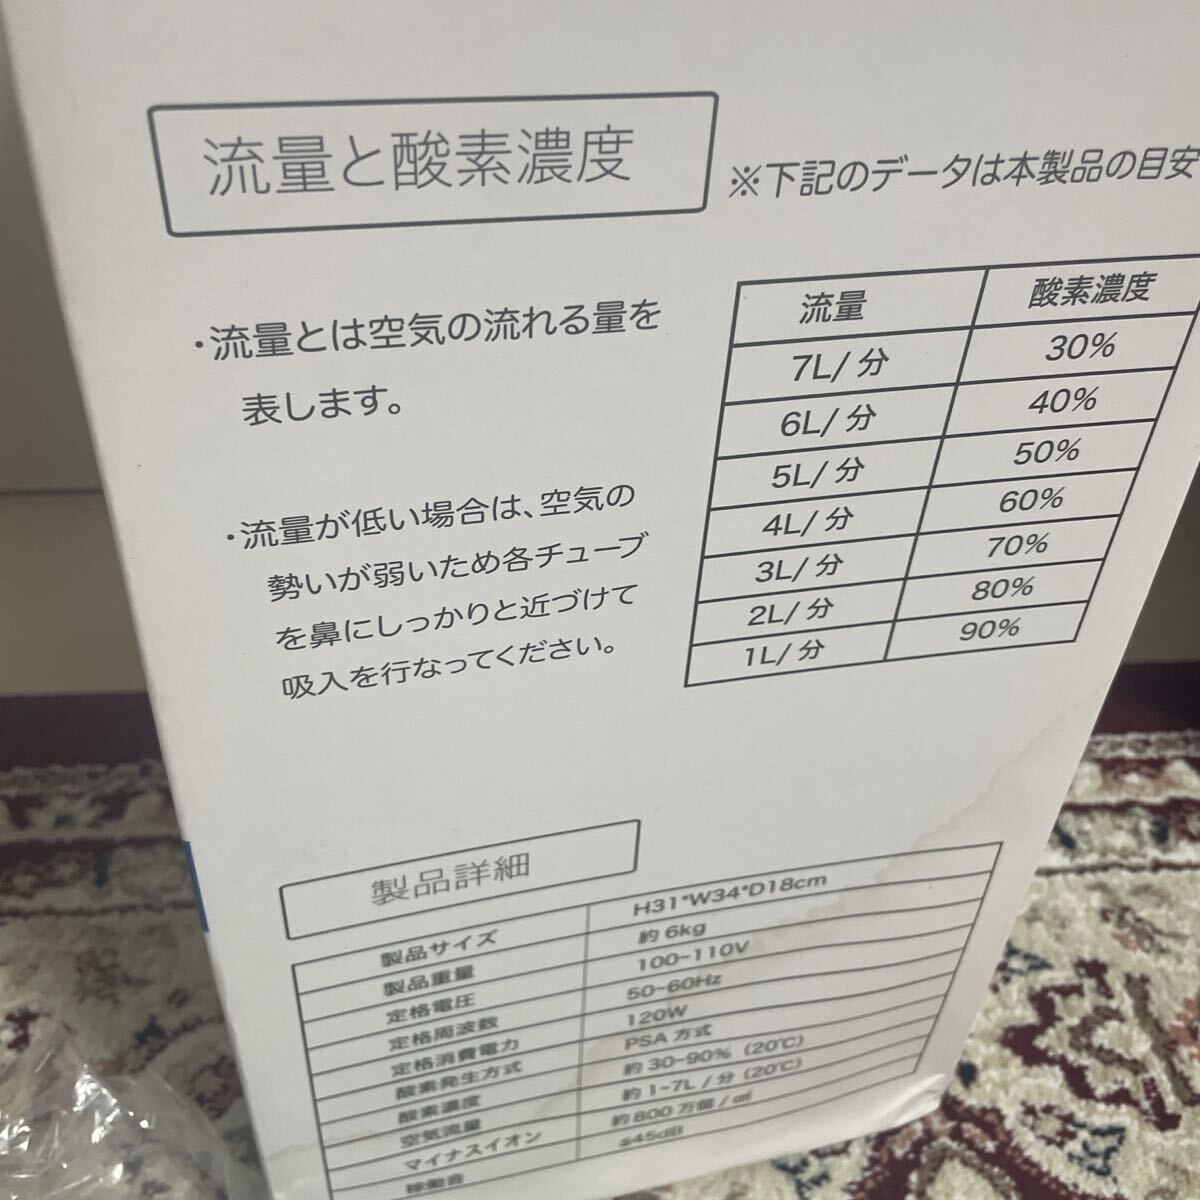 流量と酸素濃度
※下記のデータは本製品の目安
・流量とは空気の流れる量を
表します。
・流量が低い場合は、空気の
勢いが弱いため各チューブ
を鼻にしっかりと近づけて
吸入を行なってください。
流量 酸素濃度
7L/分 30%
6L/分 40%
5L/分 50%
4L/分 60%
3L/分 70%
2L/分 80%
1L/分 90%
製品詳細
製品サイズ H31*W34*D18cm
製品重量 約6kg
定格電圧 100-110V
定格周波数 50-60Hz
定格消費電力 120W
酸素発生方式 PSA方式
酸素濃度 約30-90%（20℃）
空気流量 約1-7L/分（20℃）
マイナスイオン 約800万個/㎤
稼動音 ≤45dB